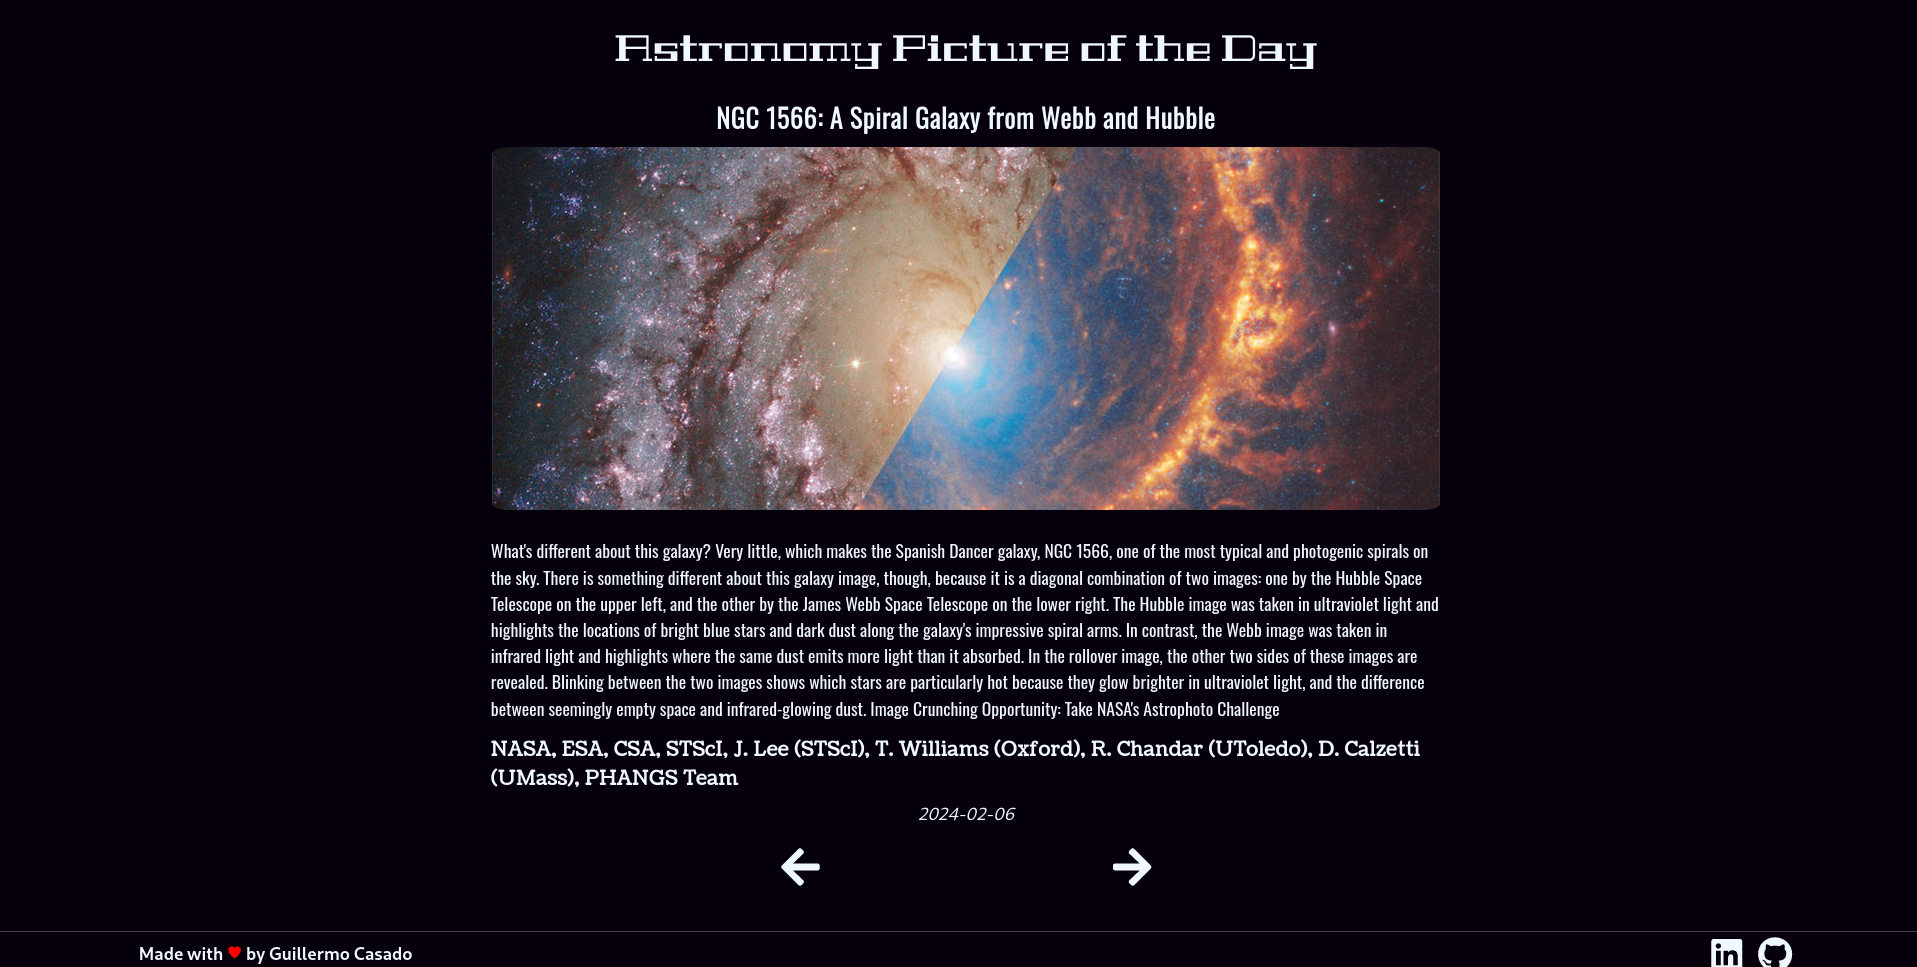 Astronomy Picture of the Day
NGC 1566: A Spiral Galaxy from Webb and Hubble
What's different about this galaxy? Very little, which makes the Spanish Dancer galaxy, NGC 1566, one of the most typical and photogenic spirals on
the sky. There is something different about this galaxy image, though, because it is a diagonal combination of two images: one by the Hubble Space
Telescope on the upper left, and the other by the James Webb Space Telescope on the lower right. The Hubble image was taken in ultraviolet light and
highlights the locations of bright blue stars and dark dust along the galaxy's impressive spiral arms. In contrast, the Webb image was taken in
infrared light and highlights where the same dust emits more light than it absorbed. In the rollover image, the other two sides of these images are
revealed. Blinking between the two images shows which stars are particularly hot because they glow brighter in ultraviolet light, and the difference
between seemingly empty space and infrared-glowing dust. Image Crunching Opportunity: Take NASA's Astrophoto Challenge
NASA, ESA, CSA, STScI, J. Lee (STScI), T. Williams (Oxford), R. Chandar (UToledo), D. Calzetti
(UMass), PHANGS Team
2024-02-06
Made with ♥ by Guillermo Casado
in